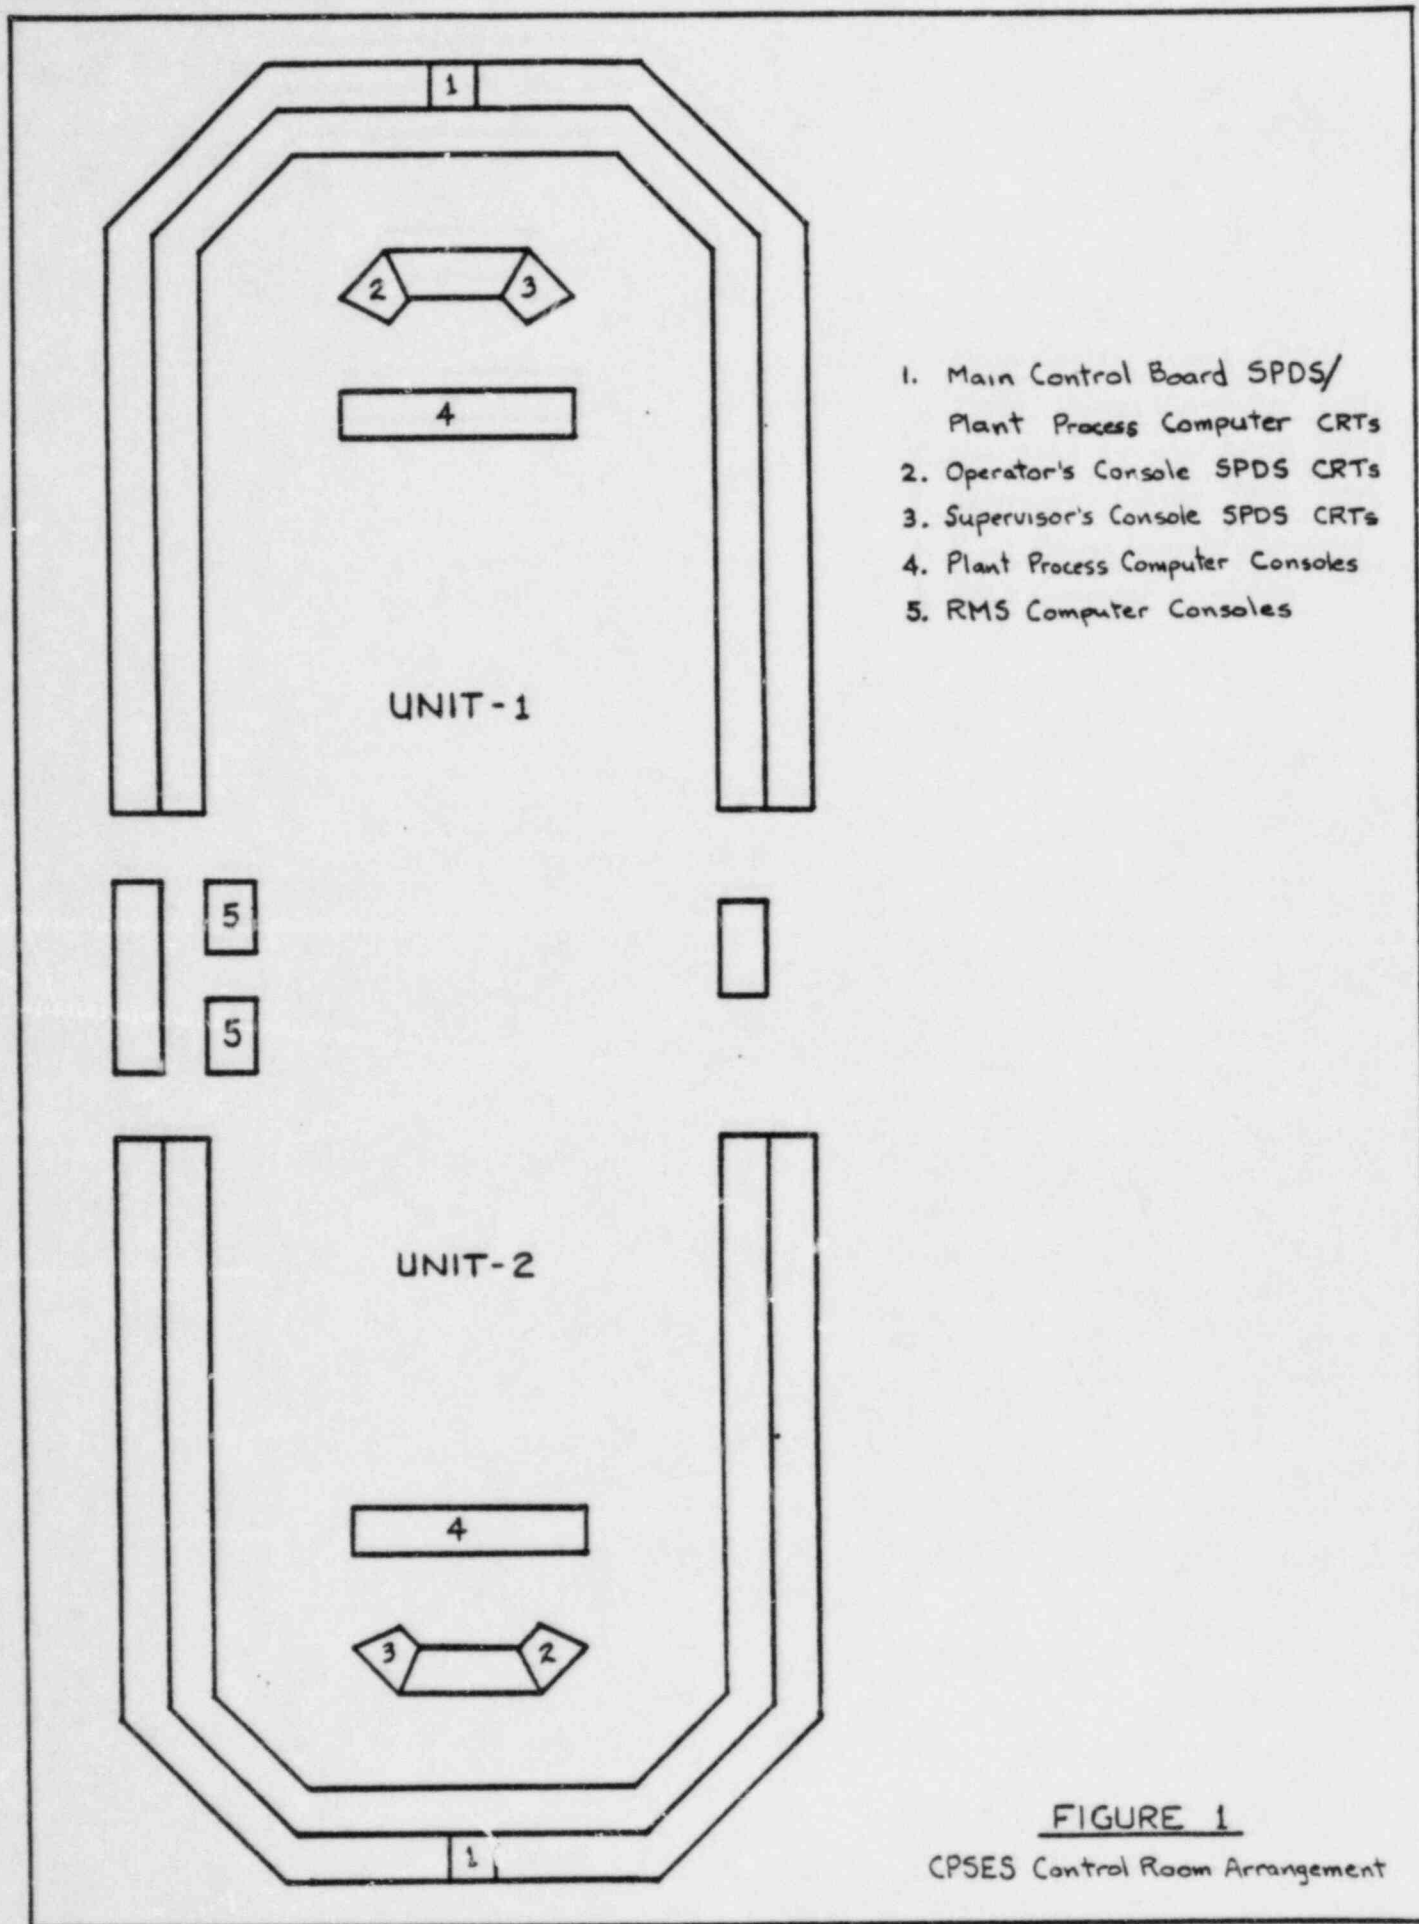 1
2
3
4
1. Main Control Board SPDS/
Plant Process Computer CRTs
2. Operator's Console SPDS CRTs
3. Supervisor's Console SPDS CRTs
4. Plant Process Computer Consoles
5. RMS Computer Consoles
UNIT-1
5
5
UNIT-2
4
3
2
1
FIGURE 1
CPSES Control Room Arrangement